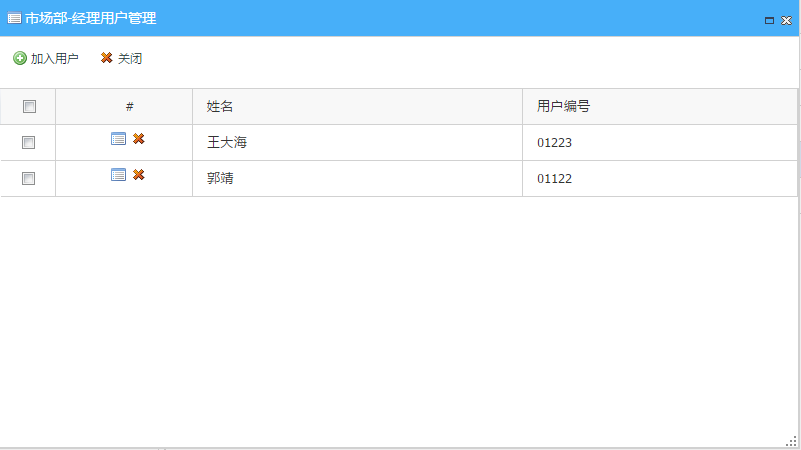 市场部-经理用户管理
加入用户 关闭
# 姓名 用户编号
王大海 01223
郭靖 01122